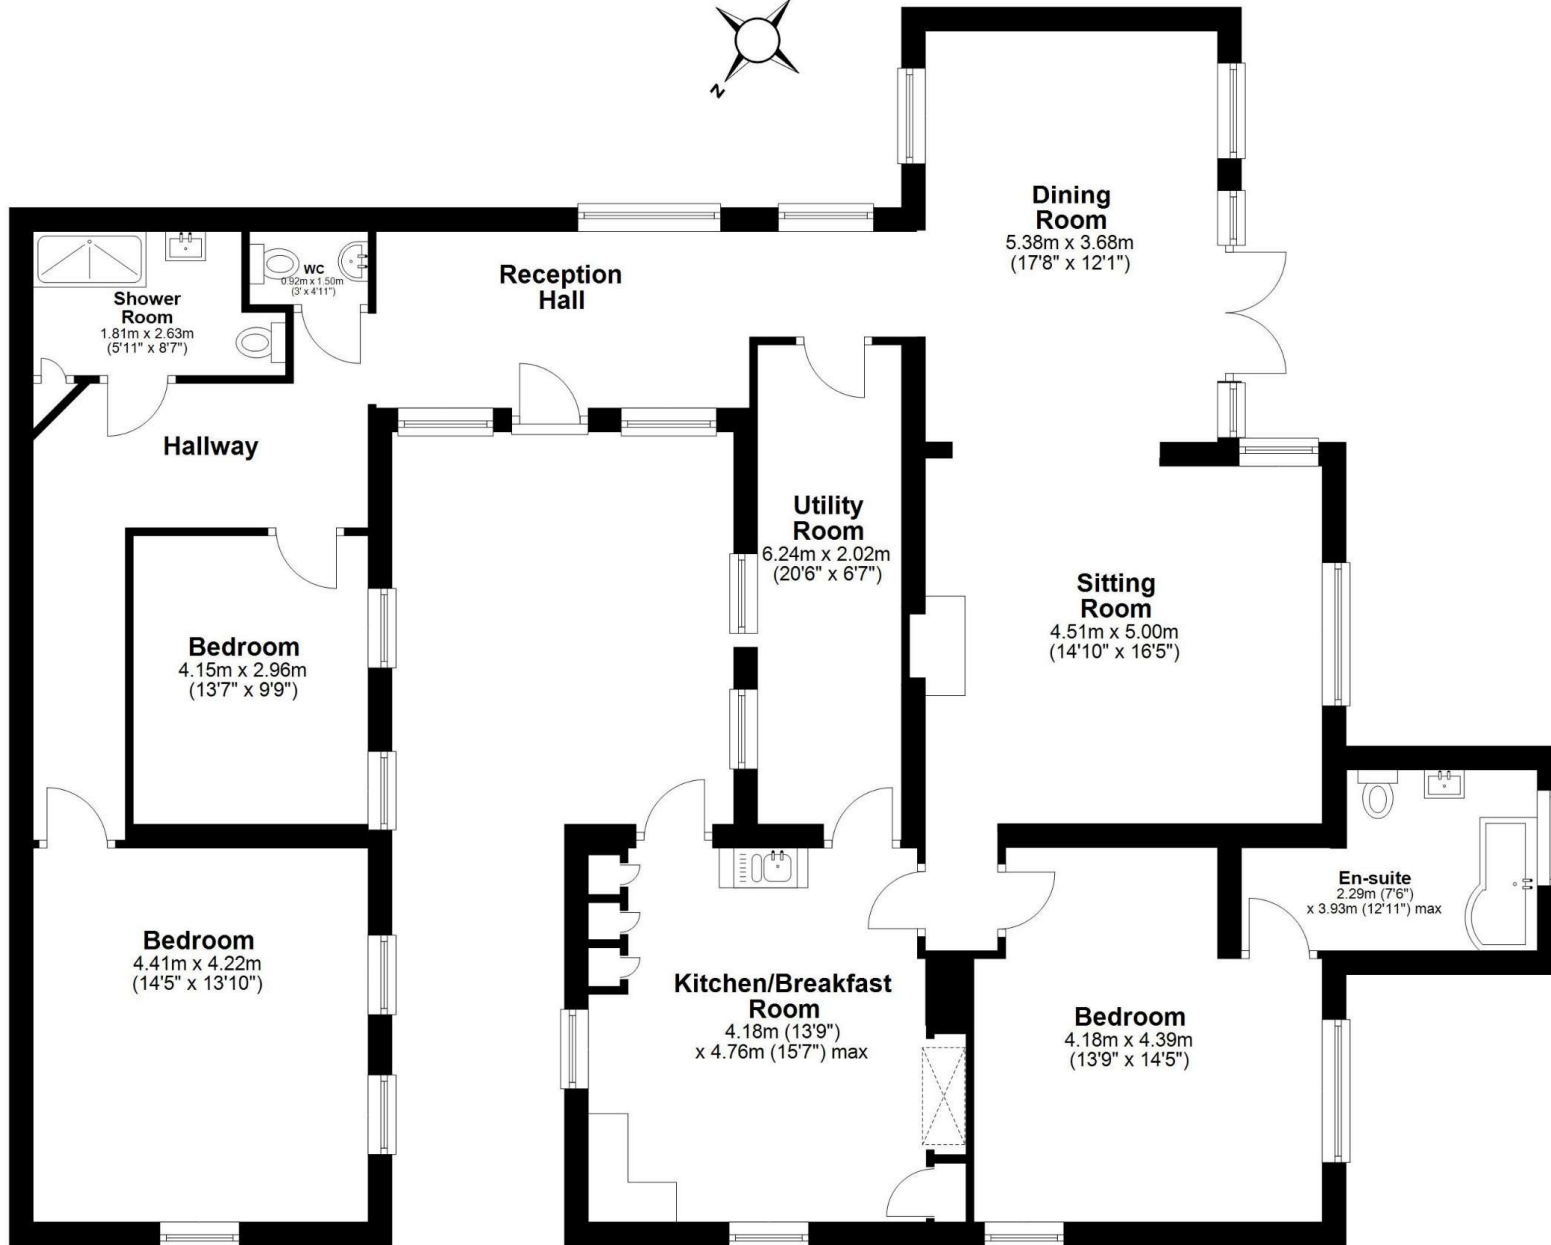 N
Dining
Room
5.38m x 3.68m
(17'8" x 12'1")
Reception
Hall
WC
0.92m x 1.50m
(3' x 4'11")
Shower
Room
1.81m x 2.63m
(5'11" x 8'7")
Hallway
Utility
Room
6.24m x 2.02m
(20'6" x 6'7")
Sitting
Room
4.51m x 5.00m
(14'10" x 16'5")
Bedroom
4.15m x 2.96m
(13'7" x 9'9")
En-suite
2.29m (7'6")
x 3.93m (12'11") max
Bedroom
4.41m x 4.22m
(14'5" x 13'10")
Kitchen/Breakfast
Room
4.18m (13'9")
x 4.76m (15'7") max
Bedroom
4.18m x 4.39m
(13'9" x 14'5")